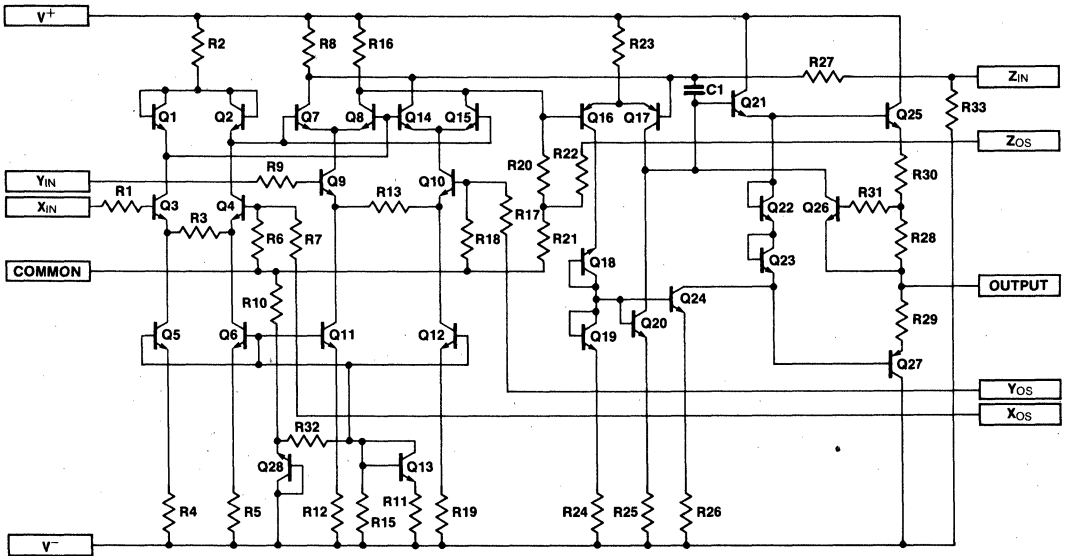 V+
R2
R8
R16
R23
R27
ZIN
C1
Q21
Q1
Q2
Q7
Q8
Q14
Q15
Q16
Q17
Q25
R33
ZOS
R20
R22
R9
YIN
Q9
R13
Q10
R30
R1
XIN
Q3
R3
Q4
R17
Q22
Q26
R31
R6
R7
R18
R21
R28
COMMON
Q18
Q23
R10
Q24
OUTPUT
Q5
Q6
Q11
Q12
Q19
Q20
R29
Q27
YOS
XOS
R32
Q28
Q13
R4
R5
R12
R15
R11
R19
R24
R25
R26
V-